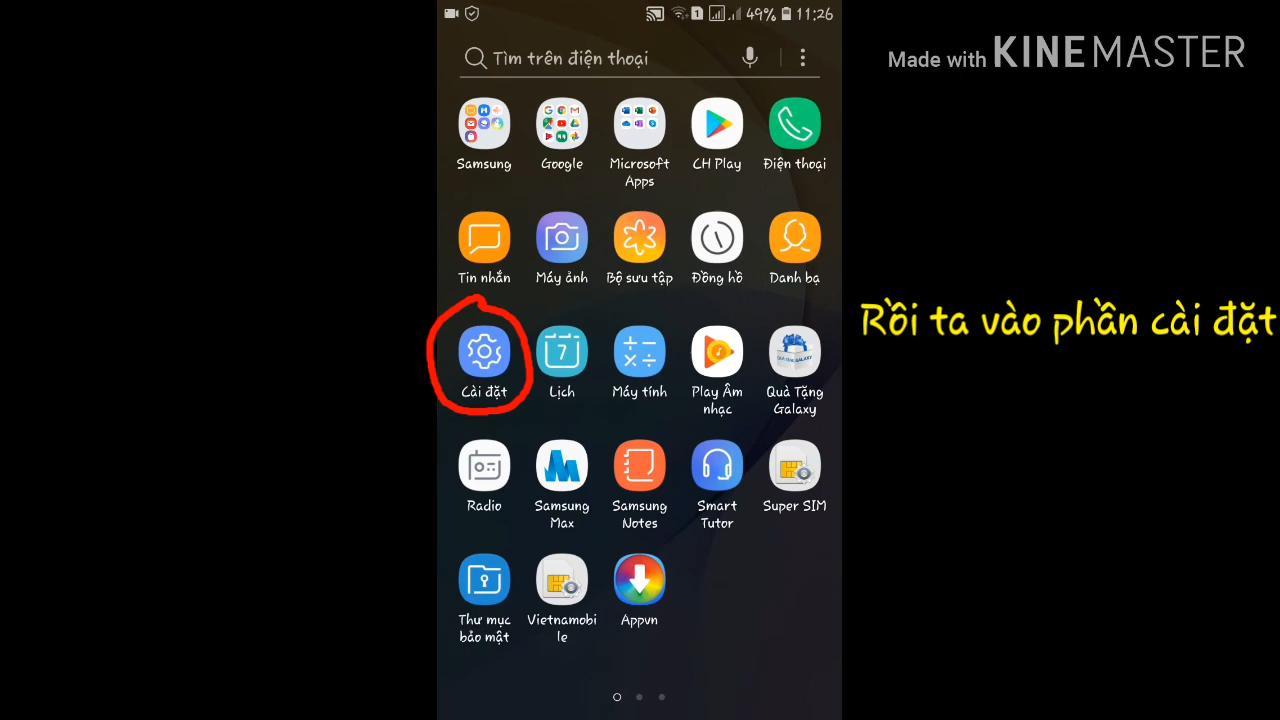 1 49% 11:26
Made with KINEMASTER
Tìm trên điện thoại
Samsung Google Microsoft Apps CH Play Điện thoại
Tin nhắn Máy ảnh Bộ sưu tập Đồng hồ Danh bạ
Rồi ta vào phần cài đặt
7
Cài đặt Lịch Máy tính Play Âm nhạc Quà Tặng Galaxy
Radio Samsung Max Samsung Notes Smart Tutor Super SIM
Thư mục bảo mật Vietnamobile Appvn